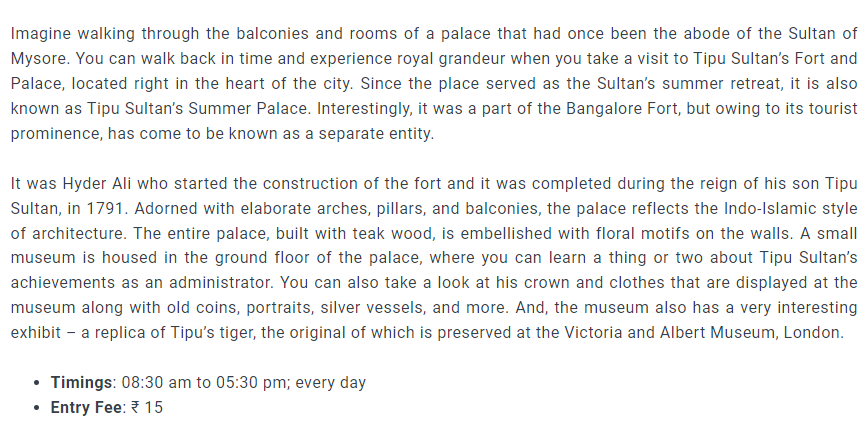 Imagine walking through the balconies and rooms of a palace that had once been the abode of the Sultan of
Mysore. You can walk back in time and experience royal grandeur when you take a visit to Tipu Sultan’s Fort and
Palace, located right in the heart of the city. Since the place served as the Sultan’s summer retreat, it is also
known as Tipu Sultan’s Summer Palace. Interestingly, it was a part of the Bangalore Fort, but owing to its tourist
prominence, has come to be known as a separate entity.
It was Hyder Ali who started the construction of the fort and it was completed during the reign of his son Tipu
Sultan, in 1791. Adorned with elaborate arches, pillars, and balconies, the palace reflects the Indo-Islamic style
of architecture. The entire palace, built with teak wood, is embellished with floral motifs on the walls. A small
museum is housed in the ground floor of the palace, where you can learn a thing or two about Tipu Sultan’s
achievements as an administrator. You can also take a look at his crown and clothes that are displayed at the
museum along with old coins, portraits, silver vessels, and more. And, the museum also has a very interesting
exhibit – a replica of Tipu’s tiger, the original of which is preserved at the Victoria and Albert Museum, London.
• Timings: 08:30 am to 05:30 pm; every day
• Entry Fee: ₹ 15